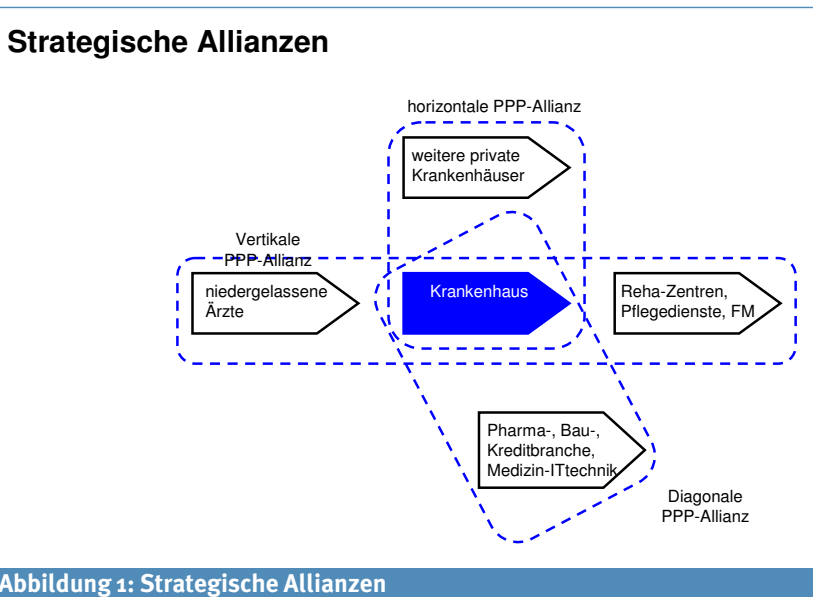 Strategische Allianzen
horizontale PPP-Allianz
weitere private
Krankenhäuser
Vertikale
PPP-Allianz
niedergelassene
Ärzte
Krankenhaus
Reha-Zentren,
Pflegedienste, FM
Pharma-, Bau-,
Kreditbranche,
Medizin-ITtechnik
Diagonale
PPP-Allianz
Abbildung 1: Strategische Allianzen